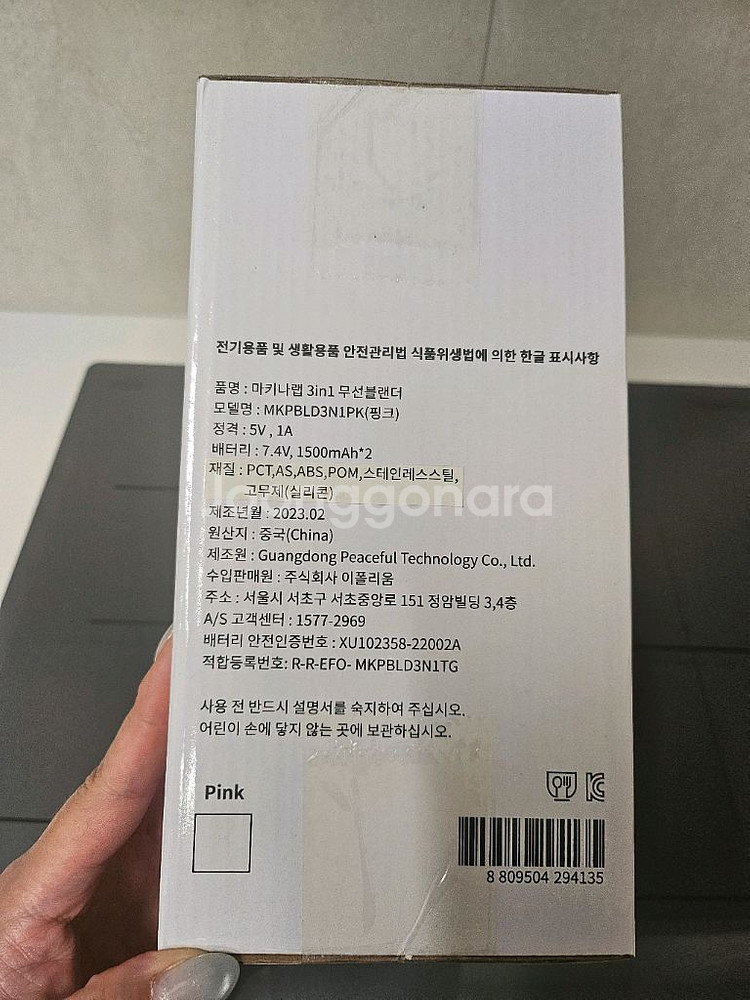 전기용품 및 생활용품 안전관리법 식품위생법에 의한 한글 표시사항
품명 : 마키나랩 3in1 무선블랜더
모델명 : MKPBLD3N1PK(핑크)
정격 : 5V , 1A
배터리 : 7.4V, 1500mAh*2
재질 : PCT,AS,ABS,POM,스테인레스스틸,
고무제(실리콘)
Joonggonara
제조년월 : 2023.02
원산지 : 중국(China)
제조원 : Guangdong Peaceful Technology Co., Ltd.
수입판매원 : 주식회사 이폴리움
주소 : 서울시 서초구 서초중앙로 151 정암빌딩 3,4층
A/S 고객센터 : 1577-2969
배터리 안전인증번호 : XU102358-22002A
적합등록번호: R-R-EFO- MKPBLD3N1TG
사용 전 반드시 설명서를 숙지하여 주십시오.
어린이 손에 닿지 않는 곳에 보관하십시오.
Pink
8 809504 294135